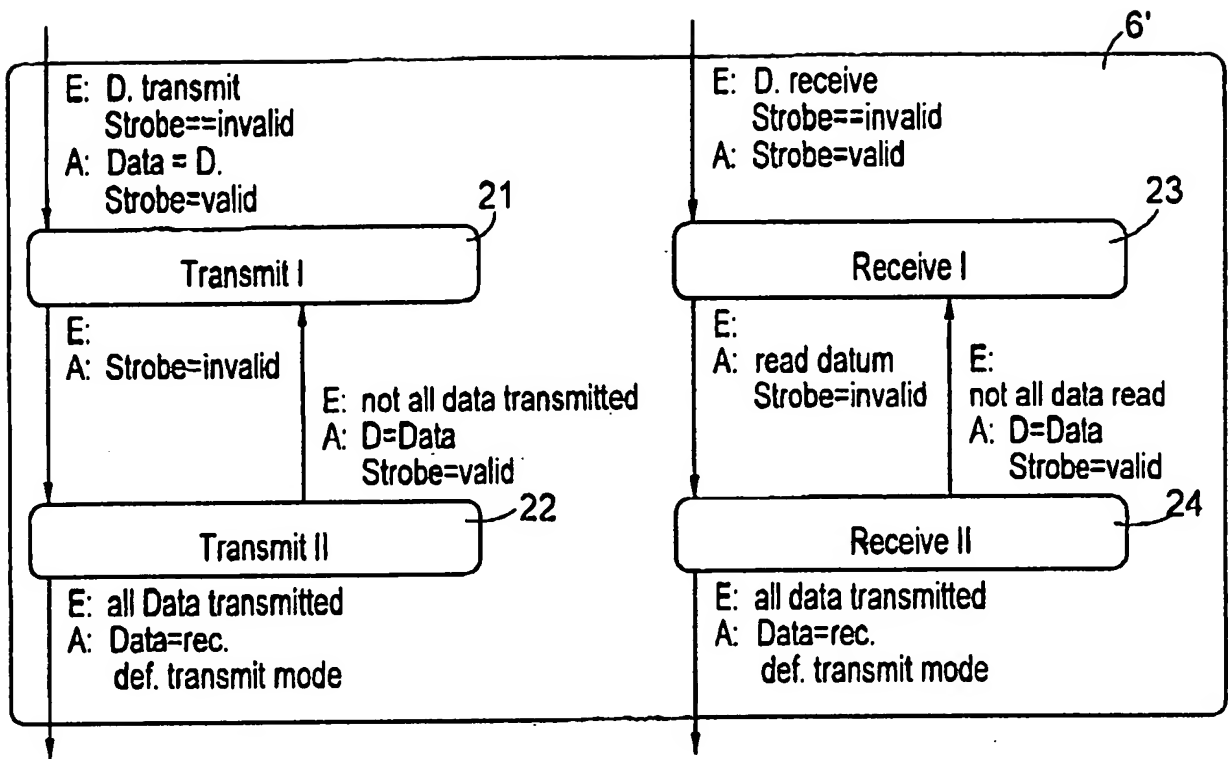 6'
E: D. transmit
Strobe==invalid
A: Data = D.
Strobe=valid
21
Transmit I
E:
A: Strobe=invalid
E: not all data transmitted
A: D=Data
Strobe=valid
22
Transmit II
E: all Data transmitted
A: Data=rec.
def. transmit mode
E: D. receive
Strobe==invalid
A: Strobe=valid
23
Receive I
E:
A: read datum
Strobe=invalid
E:
not all data read
A: D=Data
Strobe=valid
24
Receive II
E: all data transmitted
A: Data=rec.
def. transmit mode